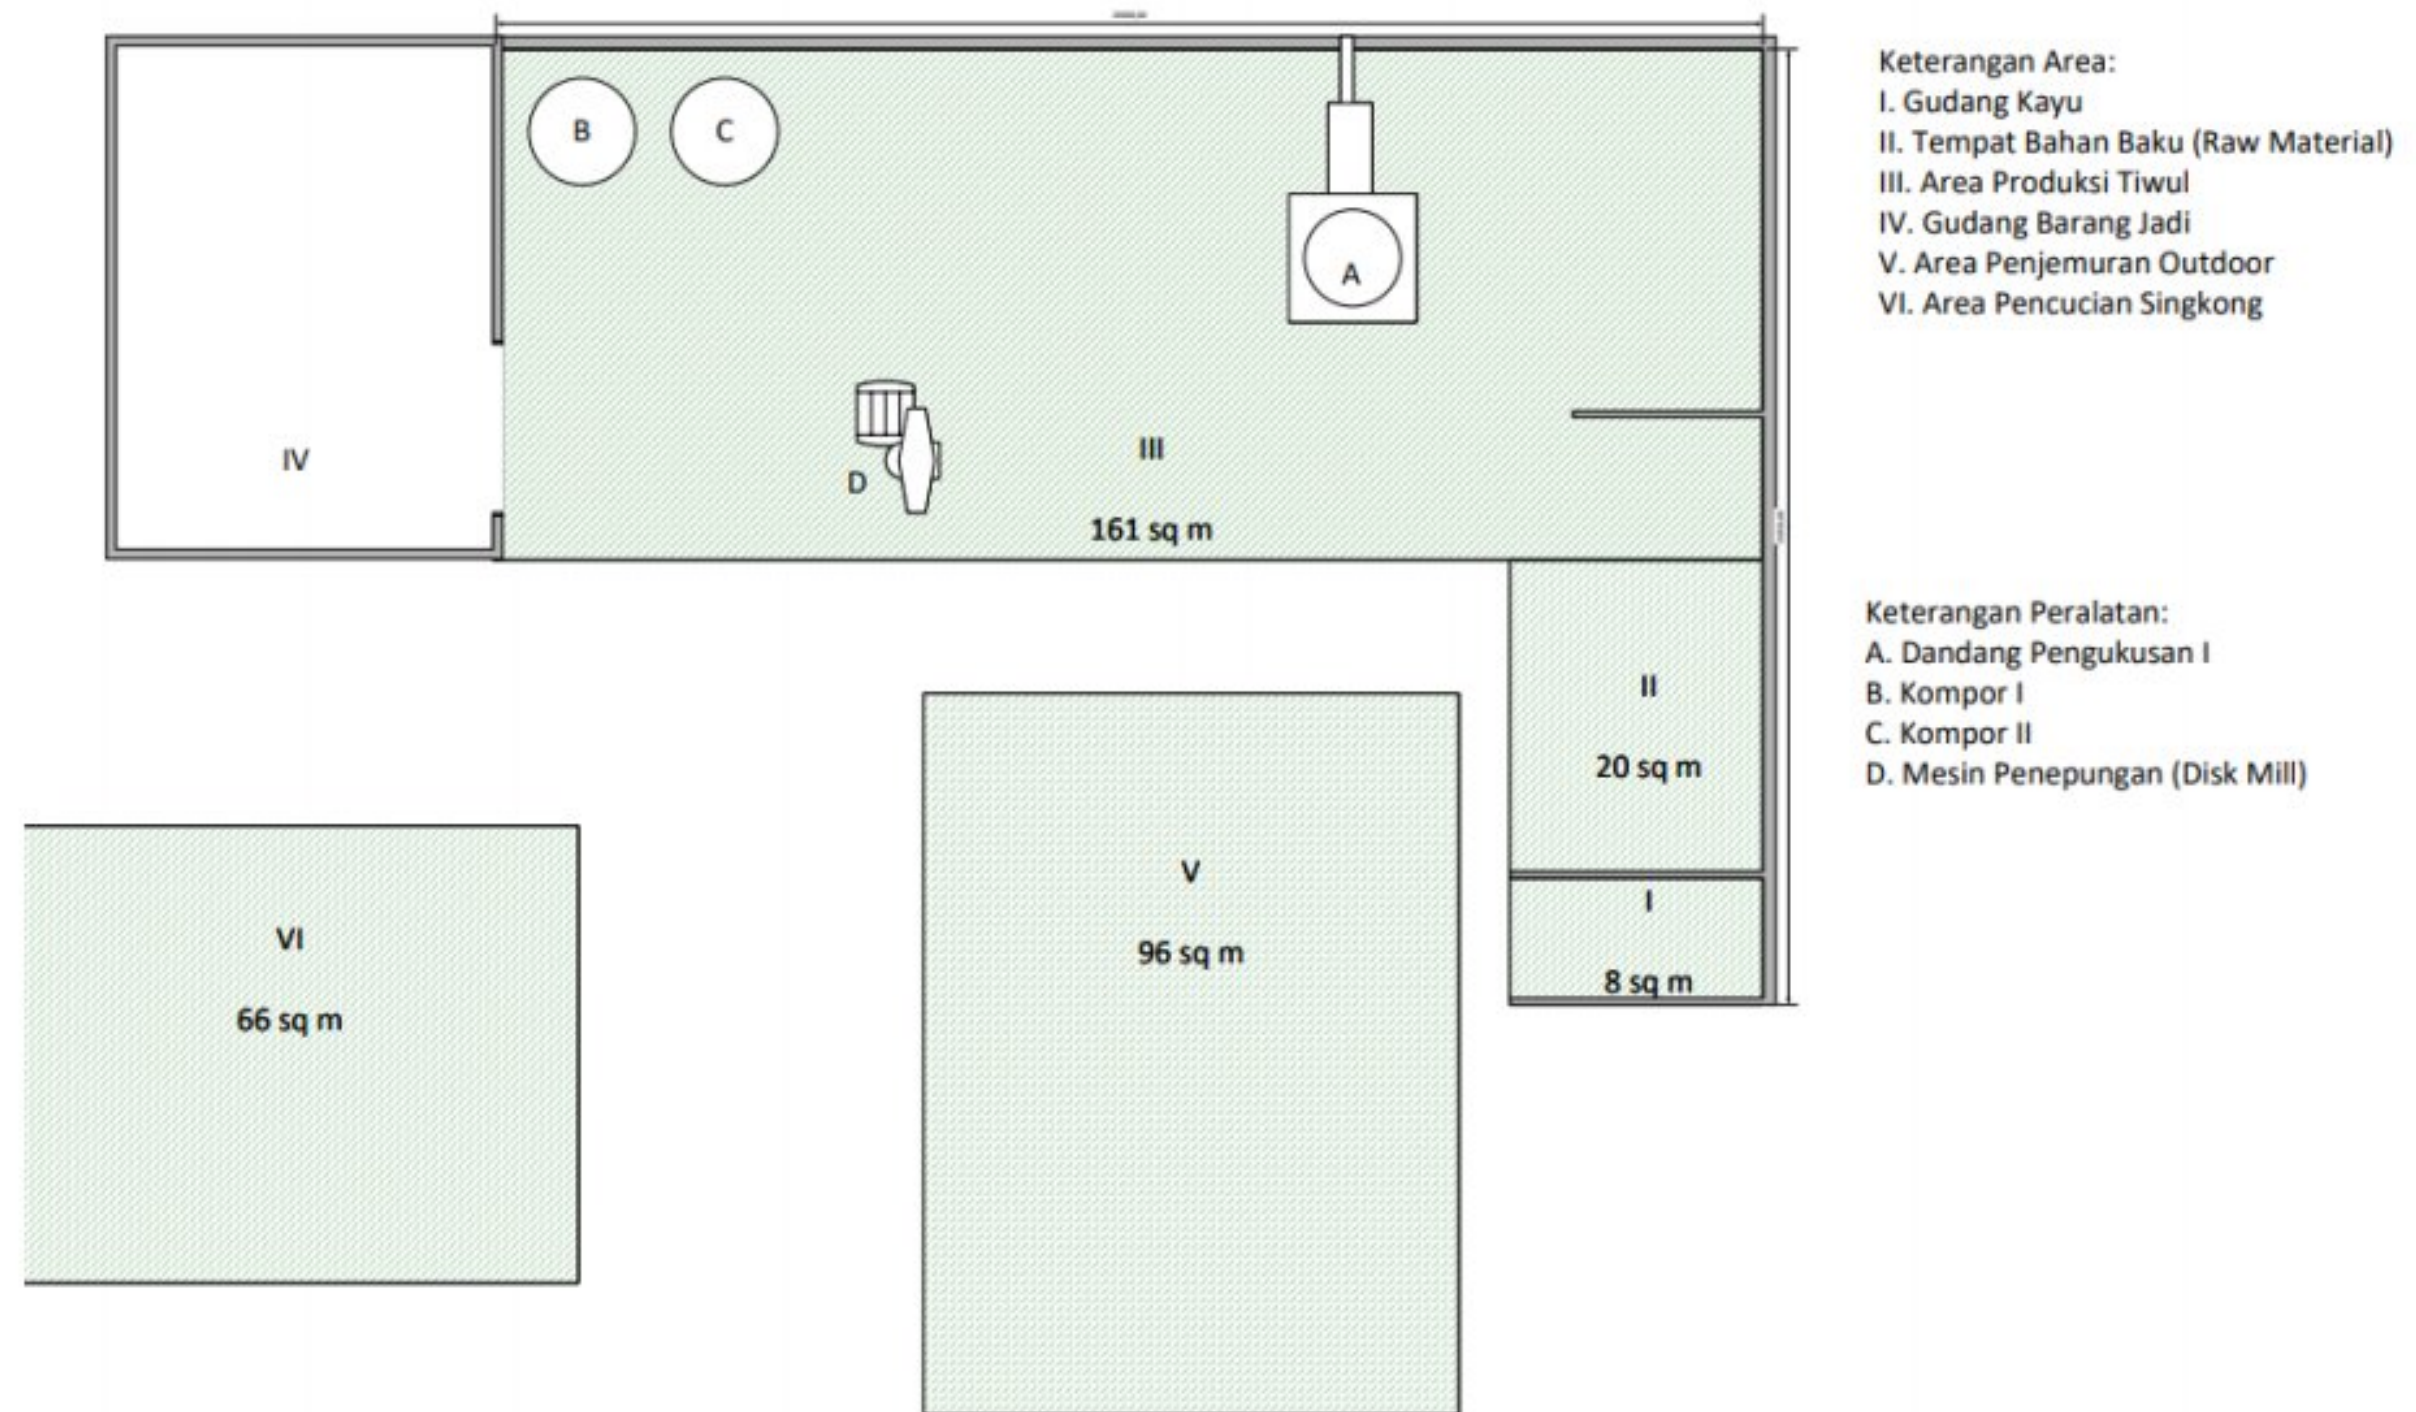 Keterangan Area:
I. Gudang Kayu
II. Tempat Bahan Baku (Raw Material)
III. Area Produksi Tiwul
IV. Gudang Barang Jadi
V. Area Penjemuran Outdoor
VI. Area Pencucian Singkong
B
C
A
IV
D
III
161 sq m
Keterangan Peralatan:
A. Dandang Pengukusan I
B. Kompor I
C. Kompor II
D. Mesin Penepungan (Disk Mill)
II
20 sq m
V
96 sq m
I
8 sq m
VI
66 sq m